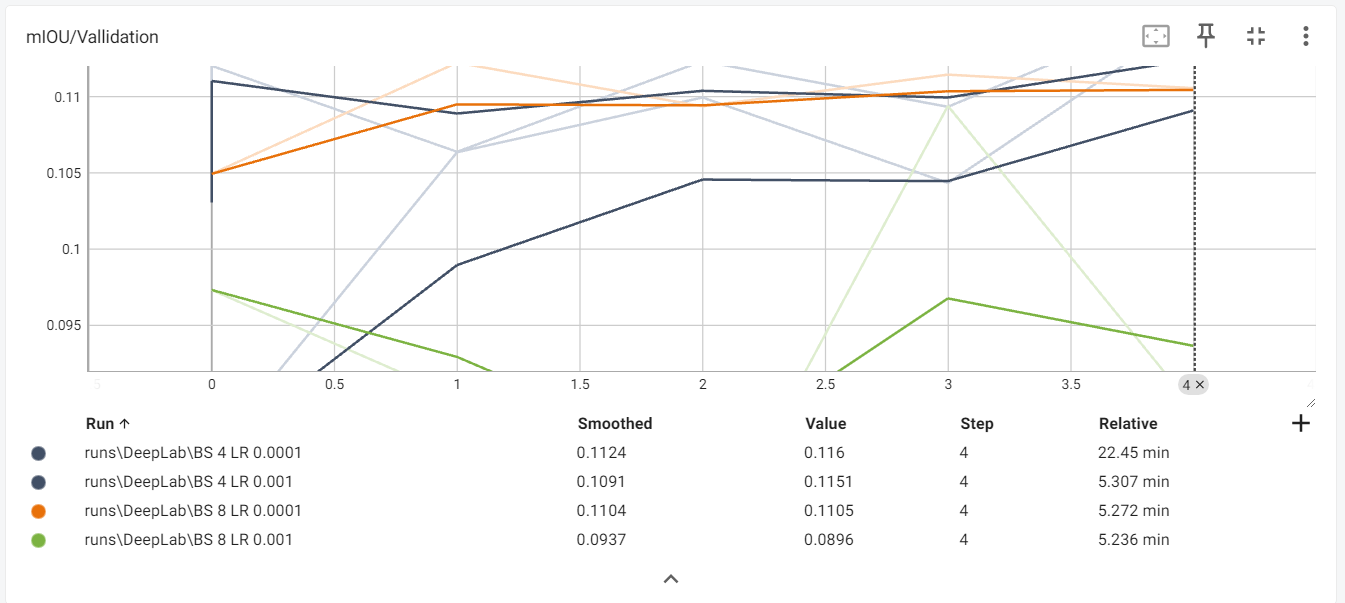 mIOU/Vallidation
0.11
0.105
0.1
0.095
5 0 0.5 1 1.5 2 2.5 3 3.5 4 × 4
Run ↑ Smoothed Value Step Relative
runs\DeepLab\BS 4 LR 0.0001 0.1124 0.116 4 22.45 min
runs\DeepLab\BS 4 LR 0.001 0.1091 0.1151 4 5.307 min
runs\DeepLab\BS 8 LR 0.0001 0.1104 0.1105 4 5.272 min
runs\DeepLab\BS 8 LR 0.001 0.0937 0.0896 4 5.236 min